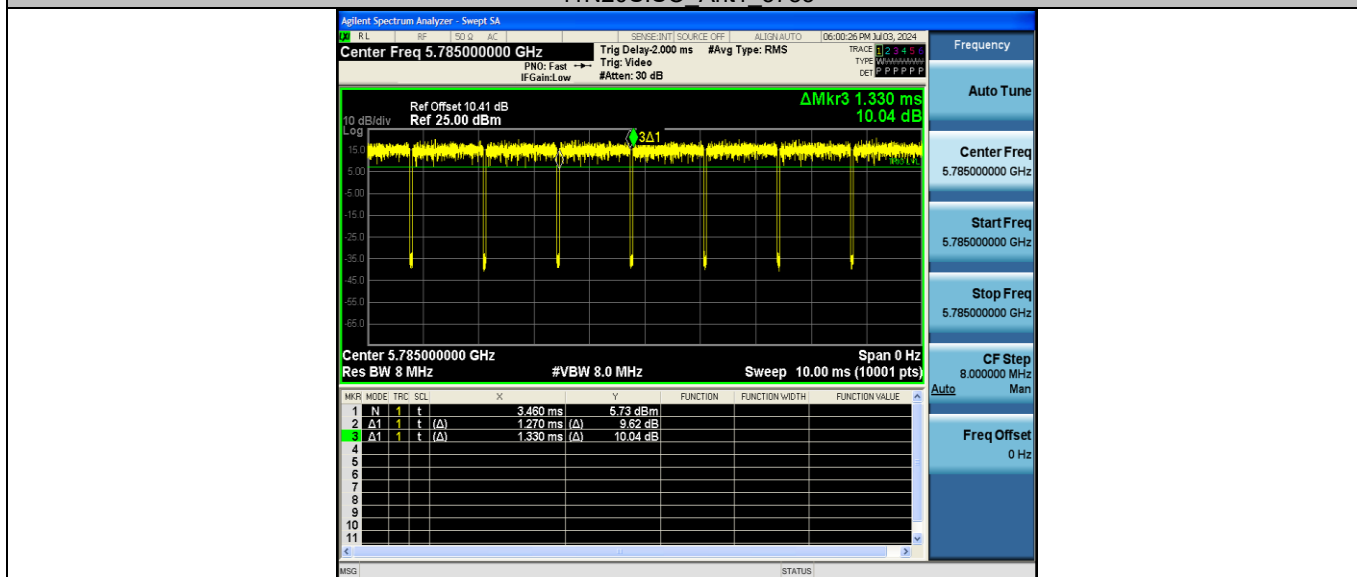 Agilent Spectrum Analyzer - Swept SA
RL RF 50 Ω AC SENSE:INT SOURCE OFF ALIGN AUTO 06:00:26 PM Jul 03, 2024
Center Freq 5.785000000 GHz
PNO: Fast
IFGain:Low
Trig Delay-2.000 ms #Avg Type: RMS
Trig: Video
#Atten: 30 dB
TRACE 1 2 3 4 5 6
TYPE
DET P P P P P P
Frequency
Auto Tune
Center Freq
5.785000000 GHz
Start Freq
5.785000000 GHz
Stop Freq
5.785000000 GHz
CF Step
8.000000 MHz
Auto Man
Freq Offset
0 Hz
ΔMkr3 1.330 ms
10.04 dB
Ref Offset 10.41 dB
10 dB/div Ref 25.00 dBm
Log
3Δ1
15.0
5.00
-5.00
-15.0
-25.0
-35.0
-45.0
-55.0
-65.0
Center 5.785000000 GHz Span 0 Hz
Res BW 8 MHz #VBW 8.0 MHz Sweep 10.00 ms (10001 pts)
MKR MODE TRC SCL X Y FUNCTION FUNCTION WIDTH FUNCTION VALUE
1 N 1 t 3.460 ms 5.73 dBm
2 Δ1 1 t (Δ) 1.270 ms (Δ) 9.62 dB
3 Δ1 1 t (Δ) 1.330 ms (Δ) 10.04 dB
4
5
6
7
8
9
10
11
MSG STATUS